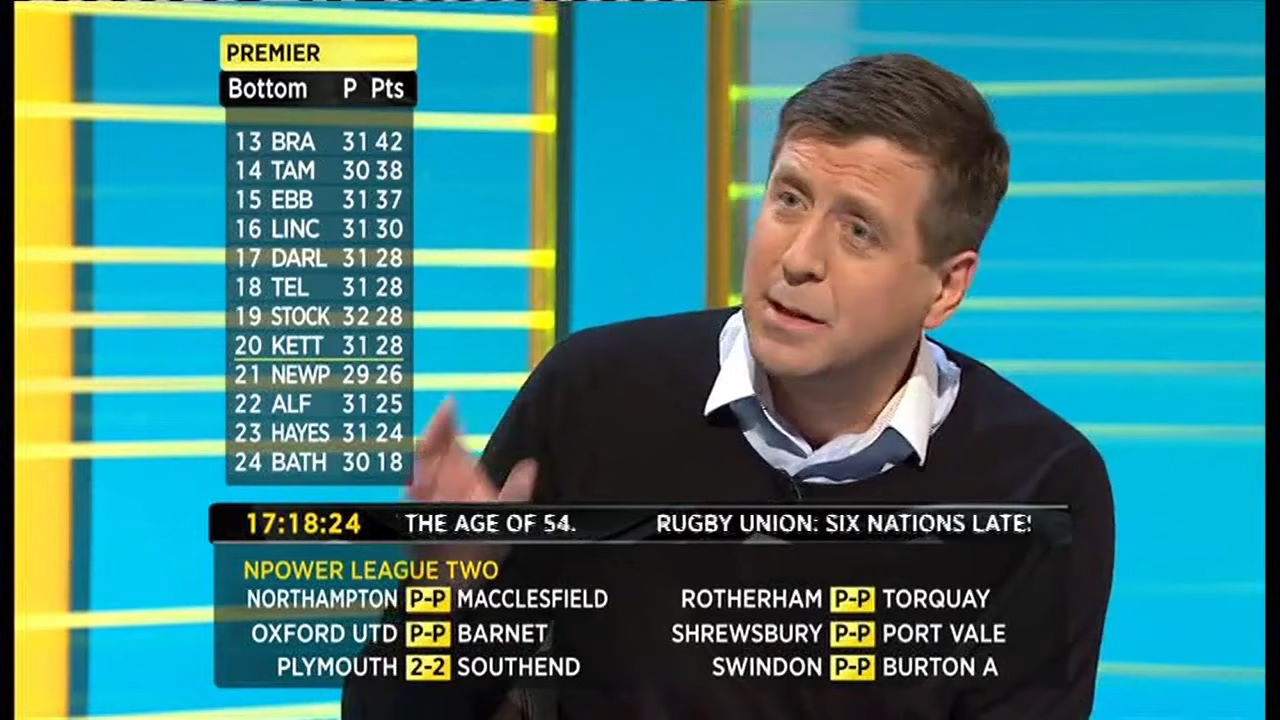 PREMIER
Bottom P Pts
13 BRA 31 42
14 TAM 30 38
15 EBB 31 37
16 LINC 31 30
17 DARL 31 28
18 TEL 31 28
19 STOCK 32 28
20 KETT 31 28
21 NEWP 29 26
22 ALF 31 25
23 HAYES 31 24
24 BATH 30 18
17:18:24 THE AGE OF 54. RUGBY UNION: SIX NATIONS LATES
NPOWER LEAGUE TWO
NORTHAMPTON P-P MACCLESFIELD ROTHERHAM P-P TORQUAY
OXFORD UTD P-P BARNET SHREWSBURY P-P PORT VALE
PLYMOUTH 2-2 SOUTHEND SWINDON P-P BURTON A